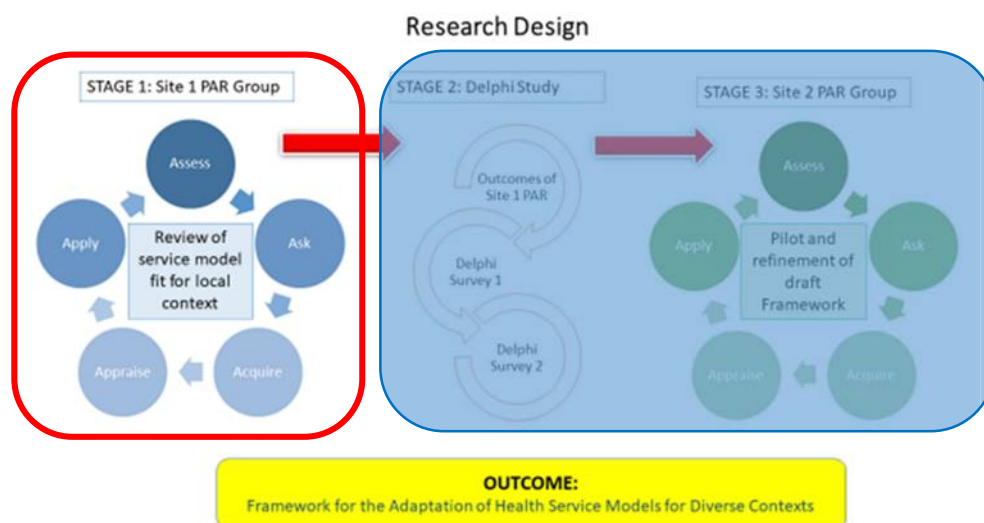 Research Design
STAGE 1: Site 1 PAR Group
Assess
Ask
Acquire
Appraise
Apply
Review of
service model
fit for local
context
STAGE 2: Delphi Study
Outcomes of
Site 1 PAR
Delphi
Survey 1
Delphi
Survey 2
STAGE 3: Site 2 PAR Group
Assess
Ask
Acquire
Appraise
Apply
Pilot and
refinement of
draft
Framework
OUTCOME:
Framework for the Adaptation of Health Service Models for Diverse Contexts